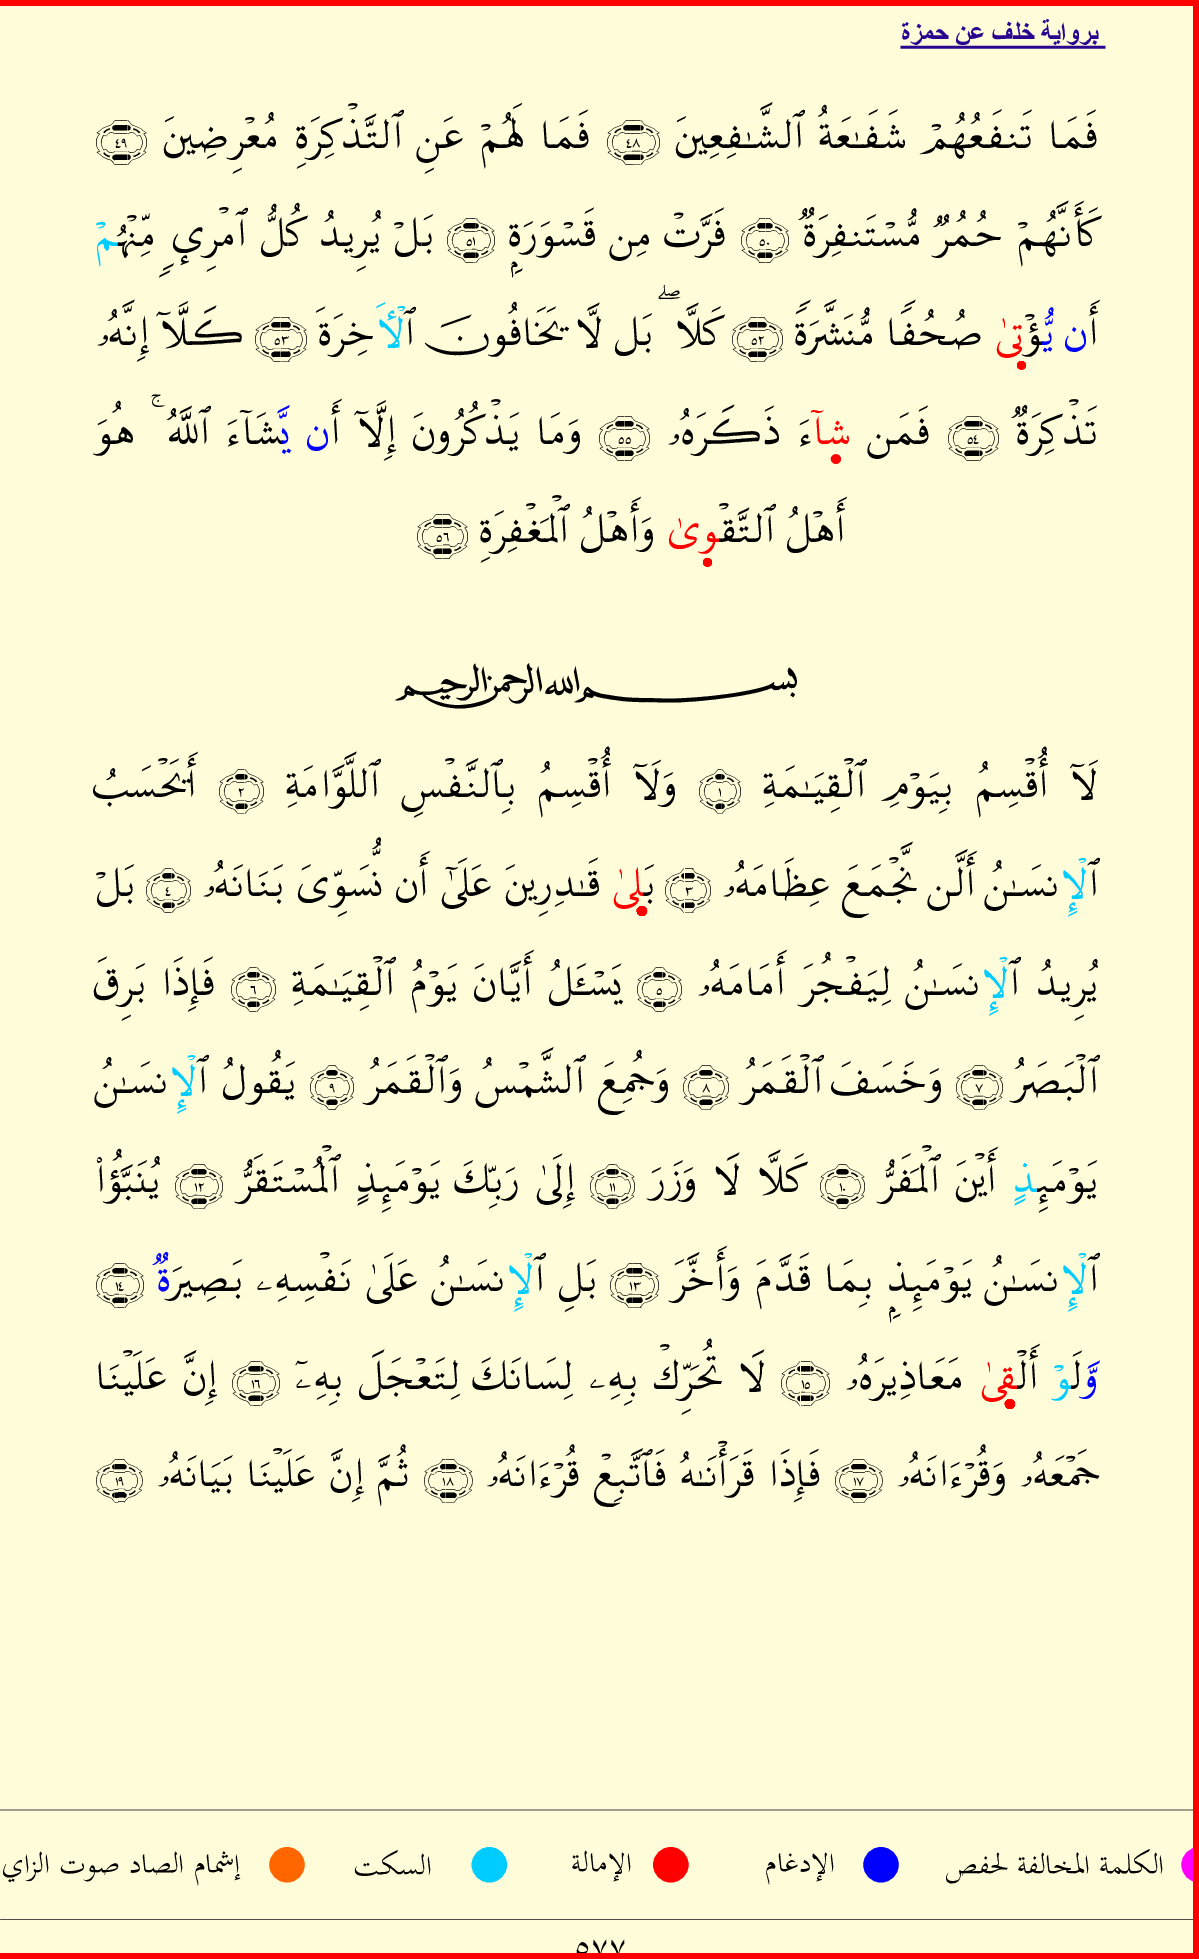 برواية خلف عن حمزة
فَمَا تَنفَعُهُمۡ شَفَـٰعَةُ ٱلشَّـٰفِعِينَ ٤٨ فَمَا لَهُمۡ عَنِ ٱلتَّذۡكِرَةِ مُعۡرِضِينَ ٤٩
كَأَنَّهُمۡ حُمُرٞ مُّسۡتَنفِرَةٞ ٥٠ فَرَّتۡ مِن قَسۡوَرَةِۭ ٥١ بَلۡ يُرِيدُ كُلُّ ٱمۡرِيٕٖ مِّنۡهُمۡ
أَن يُّؤۡتىٰ صُحُفٗا مُّنَشَّرَةٗ ٥٢ كَلَّاۖ بَل لَّا يَخَافُونَ ٱلۡأٓخِرَةَ ٥٣ كَلَّآ إِنَّهُۥ
تَذۡكِرَةٞ ٥٤ فَمَن شآءَ ذَكَرَهُۥ ٥٥ وَمَا يَذۡكُرُونَ إِلَّآ أَن يَّشَآءَ ٱللَّهُۚ هُوَ
أَهۡلُ ٱلتَّقۡوىٰ وَأَهۡلُ ٱلۡمَغۡفِرَةِ ٥٦
بسم الله الرحمن الرحيم
لَآ أُقۡسِمُ بِيَوۡمِ ٱلۡقِيَـٰمَةِ ١ وَلَآ أُقۡسِمُ بِٱلنَّفۡسِ ٱللَّوَّامَةِ ٢ أَيَحۡسَبُ
ٱلۡإِنسَـٰنُ أَلَّن نَّجۡمَعَ عِظَامَهُۥ ٣ بَلىٰ قَـٰدِرِينَ عَلَىٰٓ أَن نُّسَوِّىَ بَنَانَهُۥ ٤ بَلۡ
يُرِيدُ ٱلۡإِنسَـٰنُ لِيَفۡجُرَ أَمَامَهُۥ ٥ يَسۡـَٔلُ أَيَّانَ يَوۡمُ ٱلۡقِيَـٰمَةِ ٦ فَإِذَا بَرِقَ
ٱلۡبَصَرُ ٧ وَخَسَفَ ٱلۡقَمَرُ ٨ وَجُمِعَ ٱلشَّمۡسُ وَٱلۡقَمَرُ ٩ يَقُولُ ٱلۡإِنسَـٰنُ
يَوۡمَئِذٍ أَيۡنَ ٱلۡمَفَرُّ ١٠ كَلَّا لَا وَزَرَ ١١ إِلَىٰ رَبِّكَ يَوۡمَئِذٍ ٱلۡمُسۡتَقَرُّ ١٢ يُنَبَّؤُاْ
ٱلۡإِنسَـٰنُ يَوۡمَئِذِۭ بِمَا قَدَّمَ وَأَخَّرَ ١٣ بَلِ ٱلۡإِنسَـٰنُ عَلَىٰ نَفۡسِهِۦ بَصِيرَةٞ ١٤
وَّلَوۡ أَلۡقىٰ مَعَاذِيرَهُۥ ١٥ لَا تُحَرِّكۡ بِهِۦ لِسَانَكَ لِتَعۡجَلَ بِهِۦٓ ١٦ إِنَّ عَلَيۡنَا
جَمۡعَهُۥ وَقُرۡءَانَهُۥ ١٧ فَإِذَا قَرَأۡنَـٰهُ فَٱتَّبِعۡ قُرۡءَانَهُۥ ١٨ ثُمَّ إِنَّ عَلَيۡنَا بَيَانَهُۥ ١٩
الكلمة المخالفة لحفص الإدغام الإمالة السكت إشمام الصاد صوت الزاي
٥٧٧